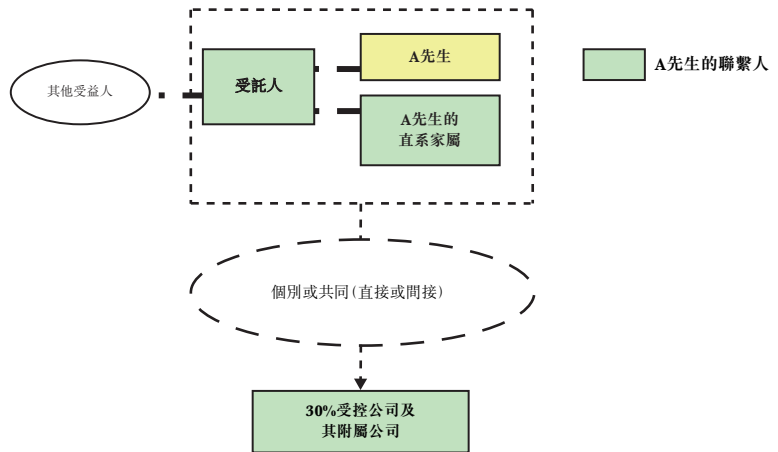 A先生
受託人
其他受益人
A先生的
直系家屬
A先生的聯繫人
個別或共同(直接或間接)
30%受控公司及
其附屬公司